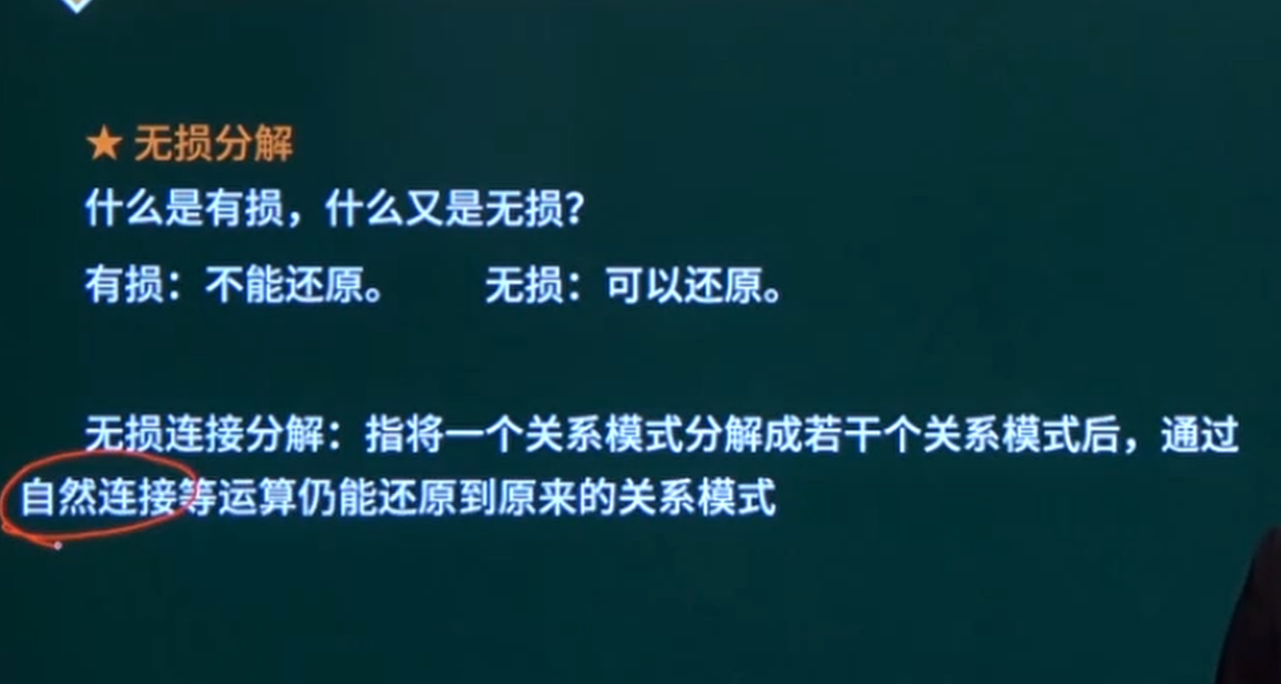 ★ 无损分解
什么是有损，什么又是无损？
有损：不能还原。 无损：可以还原。
无损连接分解：指将一个关系模式分解成若干个关系模式后，通过
自然连接等运算仍能还原到原来的关系模式